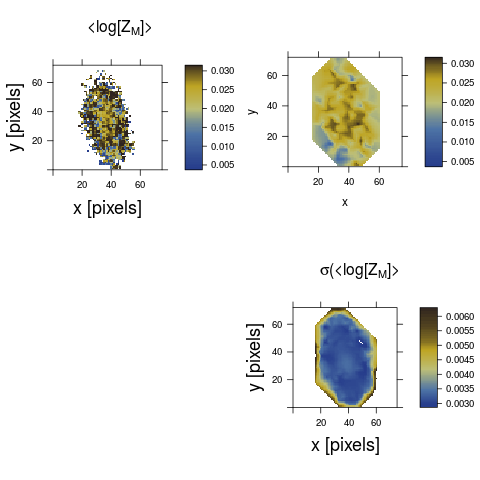 <log[Z_M]>
60
40
20
y [pixels]
20 40 60
x [pixels]
0.030
0.025
0.020
0.015
0.010
0.005
60
40
20
y
20 40 60
x
0.030
0.025
0.020
0.015
0.010
0.005
σ(<log[Z_M]>
60
40
20
y [pixels]
20 40 60
x [pixels]
0.0060
0.0055
0.0050
0.0045
0.0040
0.0035
0.0030